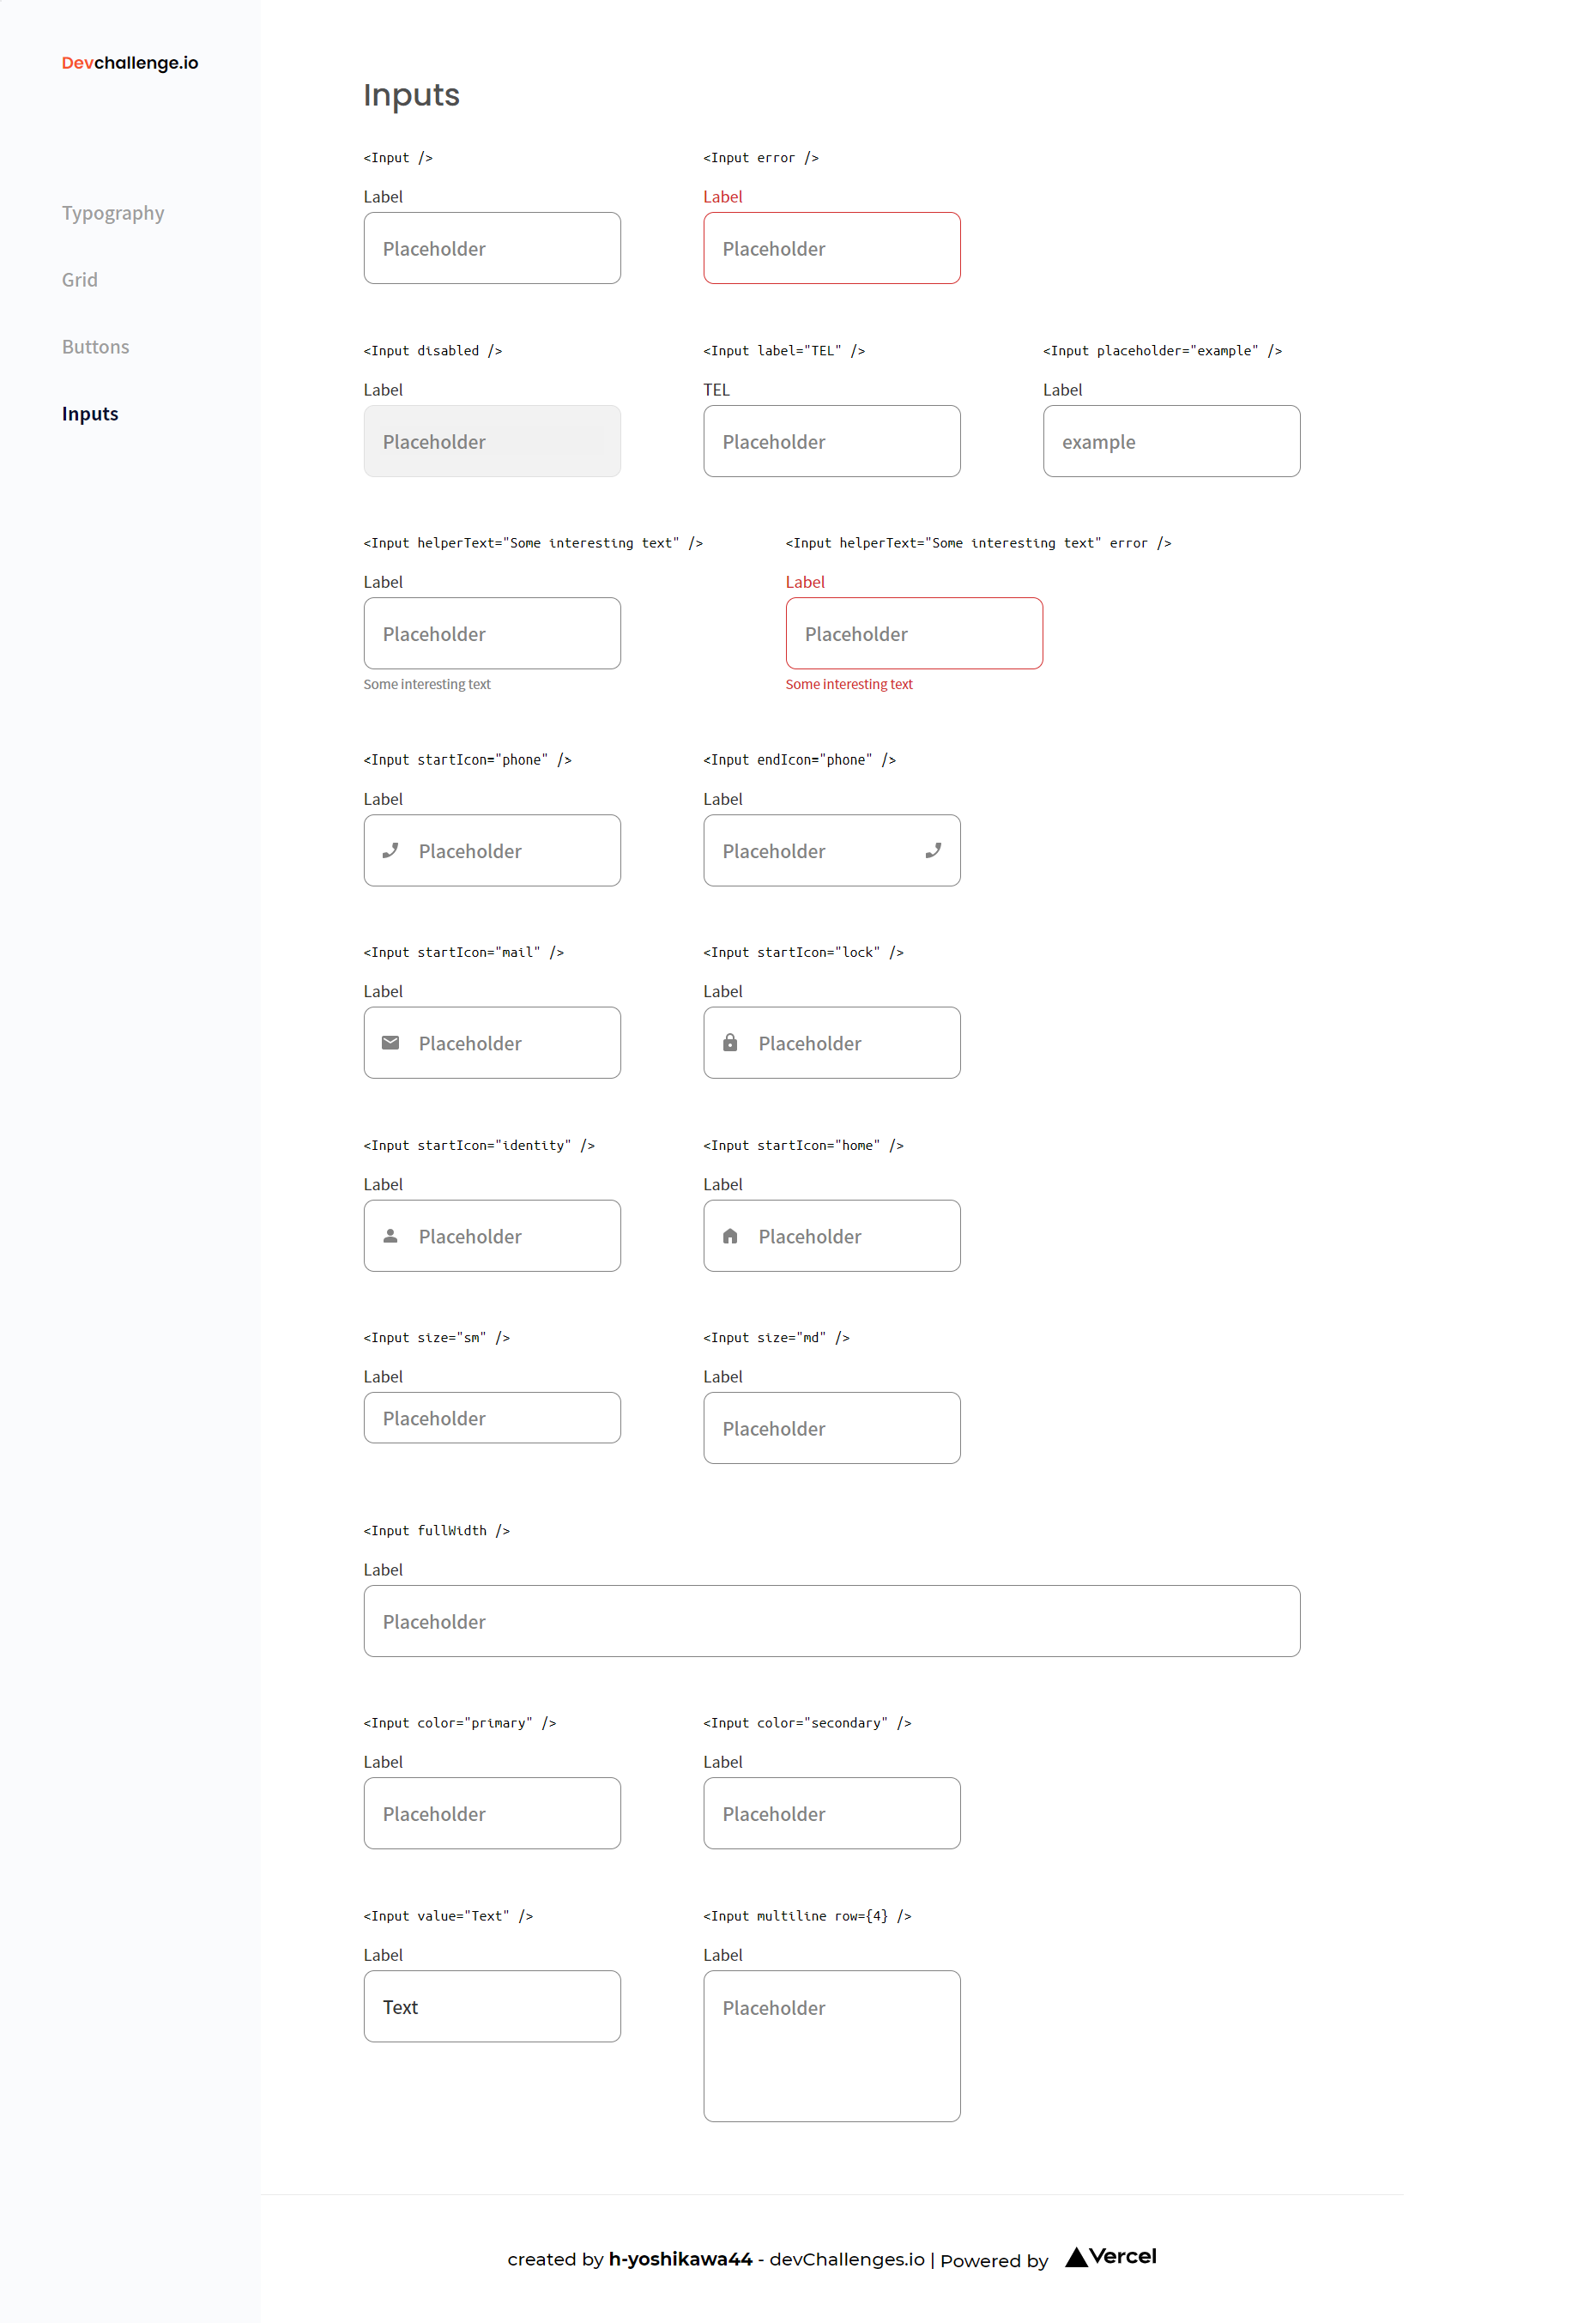 Devchallenge.io
Typography
Grid
Buttons
Inputs
Inputs
<Input />
<Input error />
Label
Label
Placeholder
Placeholder
<Input disabled />
<Input label="TEL" />
<Input placeholder="example" />
Label
TEL
Label
Placeholder
Placeholder
example
<Input helperText="Some interesting text" />
<Input helperText="Some interesting text" error />
Label
Label
Placeholder
Placeholder
Some interesting text
Some interesting text
<Input startIcon="phone" />
<Input endIcon="phone" />
Label
Label
Placeholder
Placeholder
<Input startIcon="mail" />
<Input startIcon="lock" />
Label
Label
Placeholder
Placeholder
<Input startIcon="identity" />
<Input startIcon="home" />
Label
Label
Placeholder
Placeholder
<Input size="sm" />
<Input size="md" />
Label
Label
Placeholder
Placeholder
<Input fullWidth />
Label
Placeholder
<Input color="primary" />
<Input color="secondary" />
Label
Label
Placeholder
Placeholder
<Input value="Text" />
<Input multiline row={4} />
Label
Label
Text
Placeholder
created by h-yoshikawa44 - devChallenges.io | Powered by Vercel